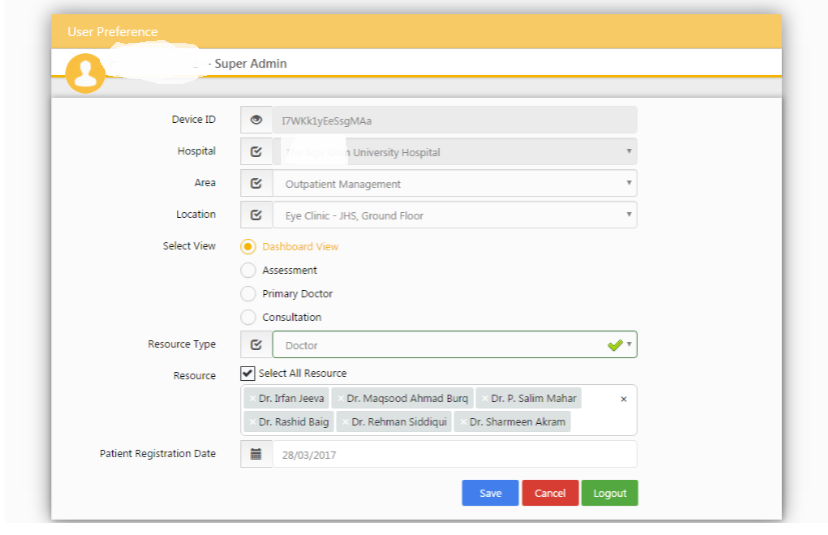 User Preference
- Super Admin
Device ID I7WKk1yEeSsgMAa
Hospital University Hospital
Area Outpatient Management
Location Eye Clinic - JHS, Ground Floor
Select View Dashboard View
Assessment
Primary Doctor
Consultation
Resource Type Doctor
Select All Resource
Resource
× Dr. Irfan Jeeva × Dr. Maqsood Ahmad Burq × Dr. P. Salim Mahar ×
× Dr. Rashid Baig × Dr. Rehman Siddiqui × Dr. Sharmeen Akram
Patient Registration Date 28/03/2017
Save Cancel Logout